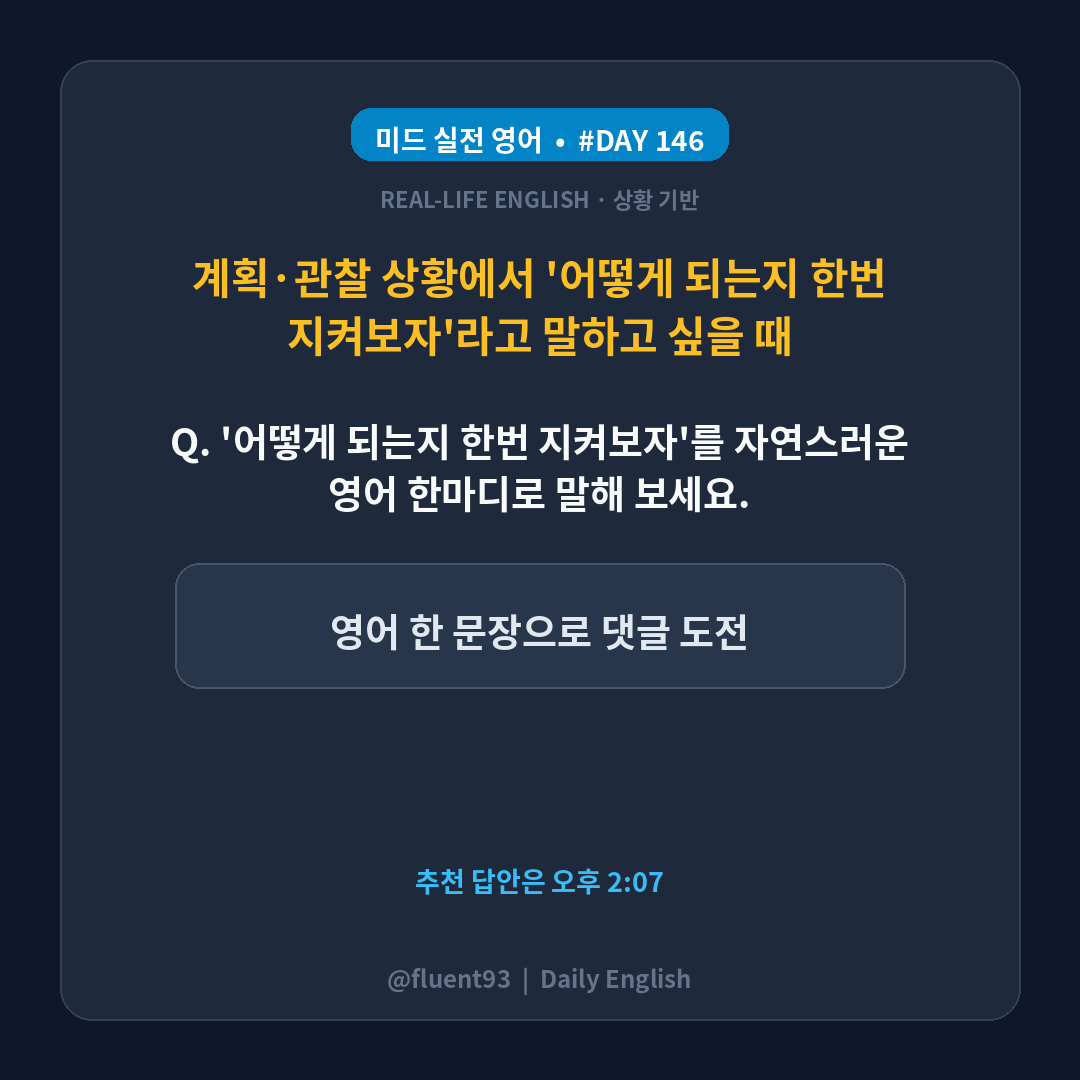 미드 실전 영어 • #DAY 146
REAL-LIFE ENGLISH · 상황 기반
계획·관찰 상황에서 '어떻게 되는지 한번
지켜보자'라고 말하고 싶을 때
Q. '어떻게 되는지 한번 지켜보자'를 자연스러운
영어 한마디로 말해 보세요.
영어 한 문장으로 댓글 도전
추천 답안은 오후 2:07
@fluent93 | Daily English